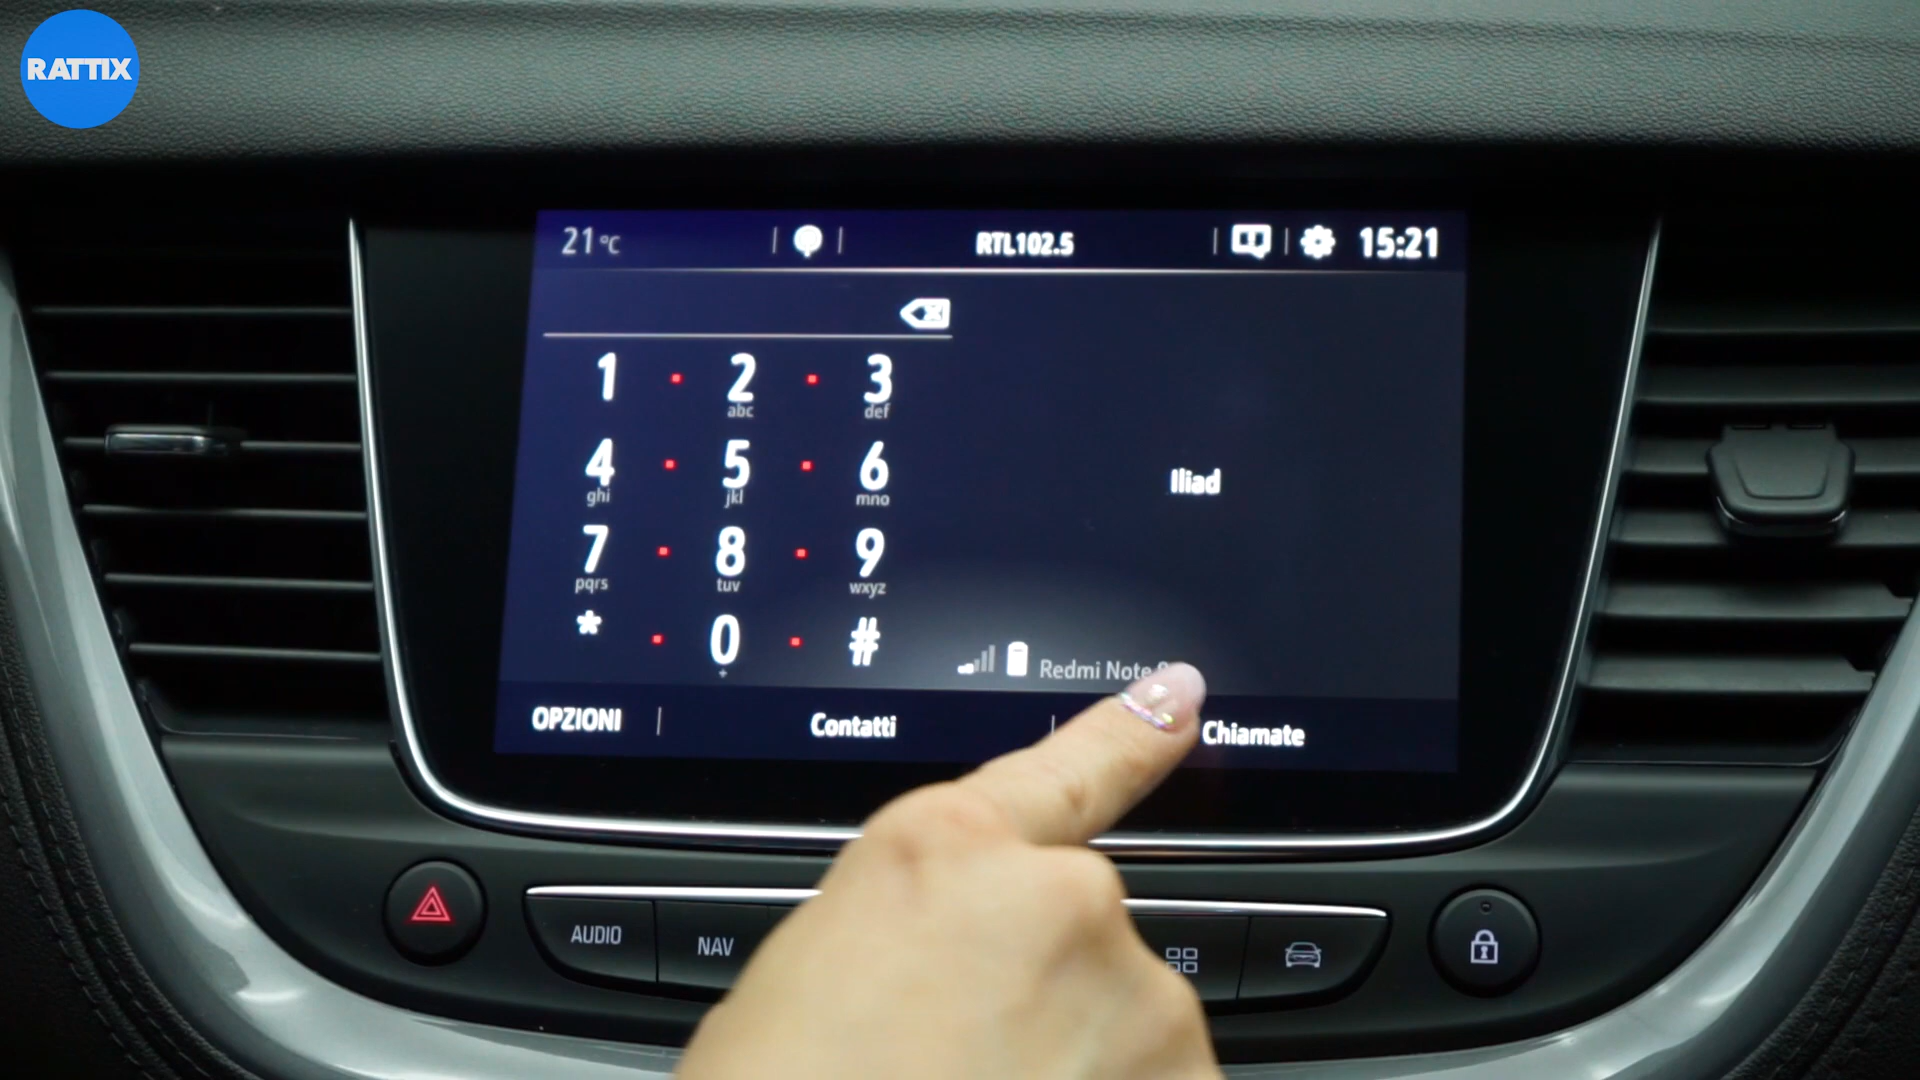 RATTIX
21°C
RTL102.5
15:21
1 2 3
abc def
4 5 6
ghi jkl mno
7 8 9
pqrs tuv wxyz
* 0 #
+
Iliad
Redmi Note
OPZIONI
Contatti
Chiamate
AUDIO
NAV